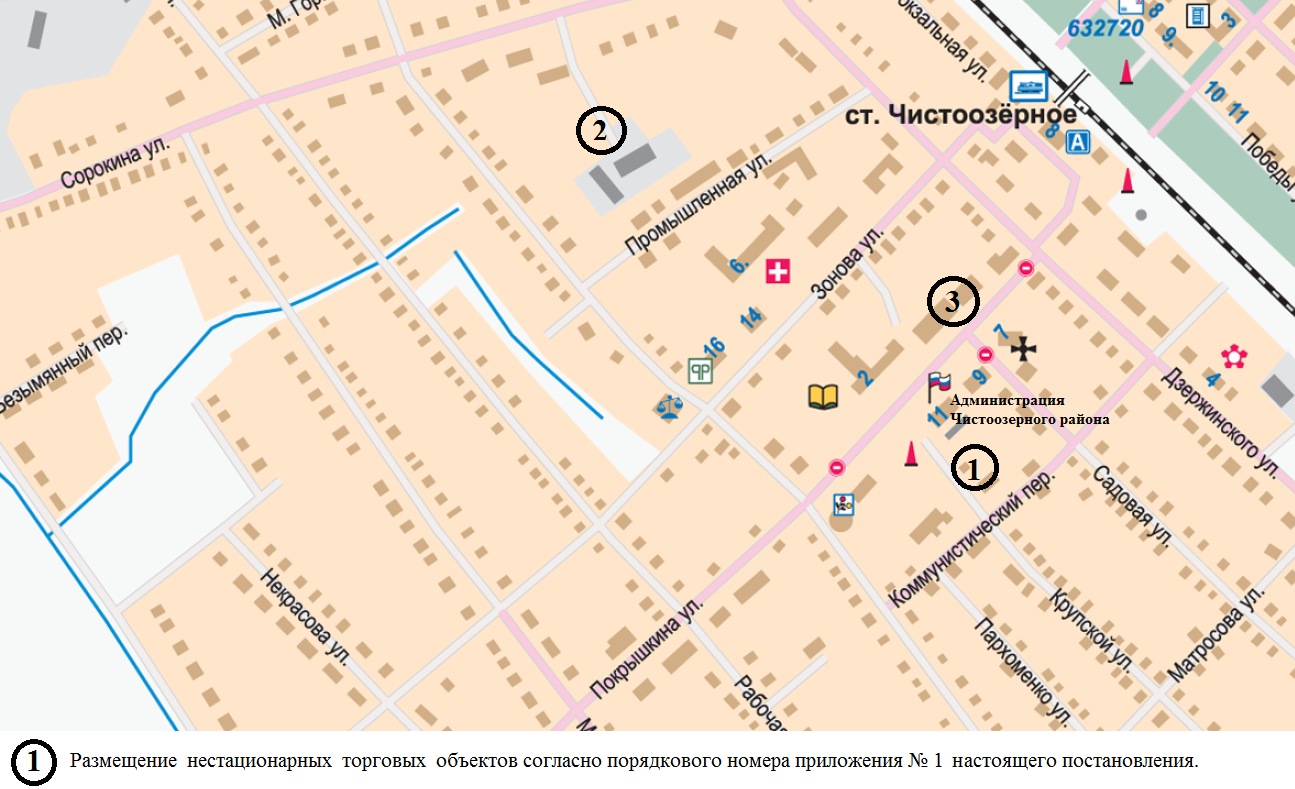 М. Гор
окзальная ул.
632720
8
9.
3
10
11
ст. Чистоозёрное
8
А
Победы
2
Сорокина ул.
Промышленная ул.
6.
Зонова ул.
14
16
3
7
2
9
4
Безымянный пер.
Администрация
Чистоозерного района
11
Дзержинского ул.
1
Садовая ул.
Коммунистический пер.
Некрасова ул.
Крупской ул.
Матросова ул.
Пархоменко ул.
Покрышкина ул.
Рабочая
М
1 Размещение нестационарных торговых объектов согласно порядкового номера приложения № 1 настоящего постановления.